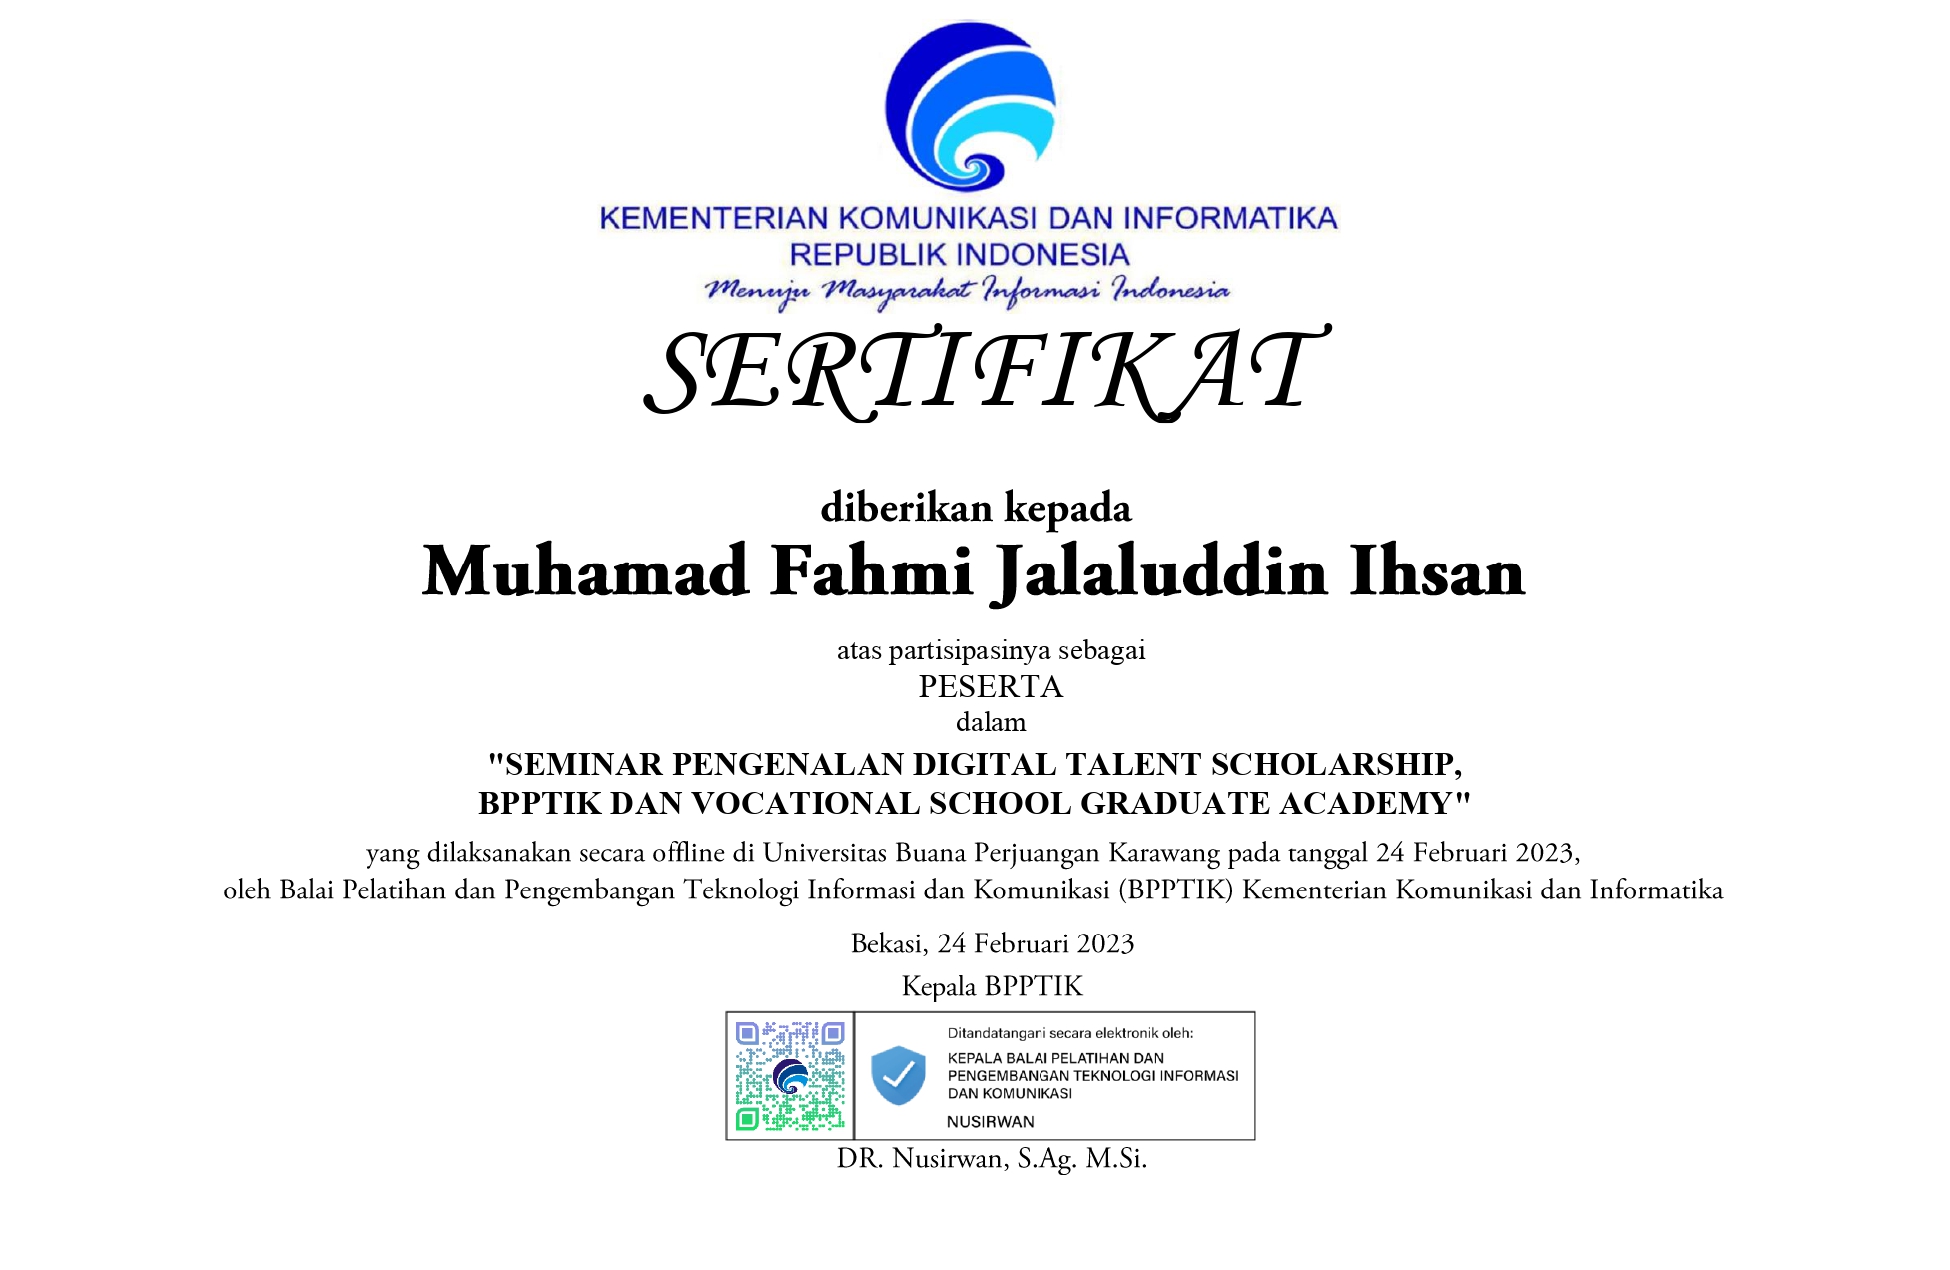 KEMENTERIAN KOMUNIKASI DAN INFORMATIKA
REPUBLIK INDONESIA
Menuju Masyarakat Informasi Indonesia
SERTIFIKAT
diberikan kepada
Muhamad Fahmi Jalaluddin Ihsan
atas partisipasinya sebagai
PESERTA
dalam
"SEMINAR PENGENALAN DIGITAL TALENT SCHOLARSHIP,
BPPTIK DAN VOCATIONAL SCHOOL GRADUATE ACADEMY"
yang dilaksanakan secara offline di Universitas Buana Perjuangan Karawang pada tanggal 24 Februari 2023,
oleh Balai Pelatihan dan Pengembangan Teknologi Informasi dan Komunikasi (BPPTIK) Kementerian Komunikasi dan Informatika
Bekasi, 24 Februari 2023
Kepala BPPTIK
Ditandatangani secara elektronik oleh:
KEPALA BALAI PELATIHAN DAN
PENGEMBANGAN TEKNOLOGI INFORMASI
DAN KOMUNIKASI
NUSIRWAN
DR. Nusirwan, S.Ag. M.Si.